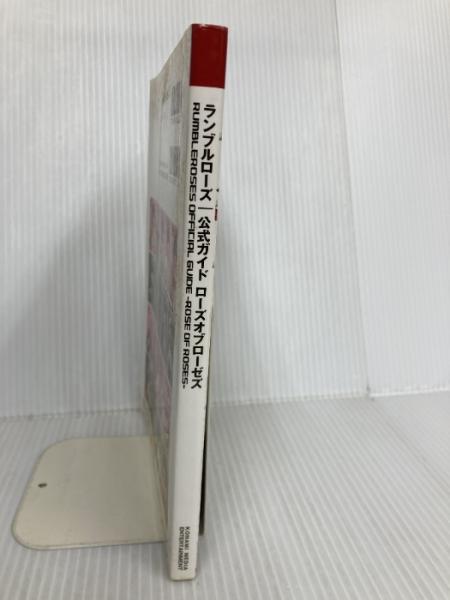 ランブルローズ | 公式ガイド ローズオブローゼズ
RUMBLEROSES OFFICIAL GUIDE -ROSE OF ROSES-
KONAMI MEDIA
ENTERTAINMENT